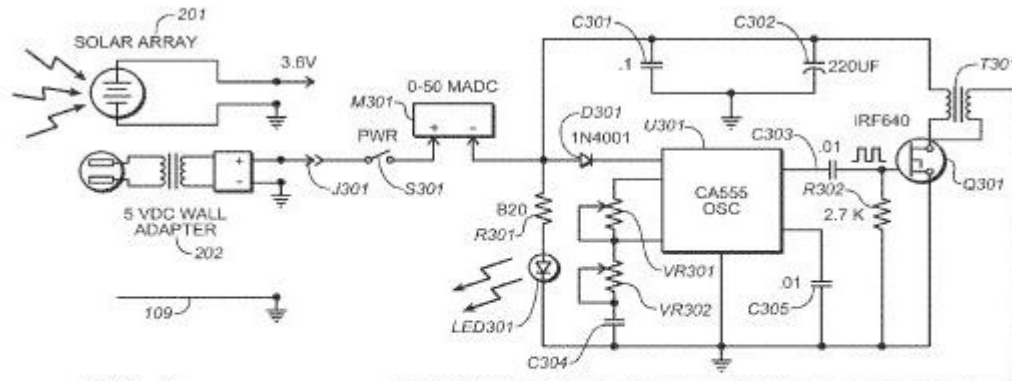 201
SOLAR ARRAY
3.6V
C301
.1
C302
220UF
T301
0-50 MADC
M301
+ -
PWR
S301
J301
+
-
5 VDC WALL
ADAPTER
202
109
D301
1N4001
U301
CA555
OSC
C303
.01
IRF640
R302
2.7 K
Q301
820
R301
LED301
VR301
VR302
C304
.01
C305